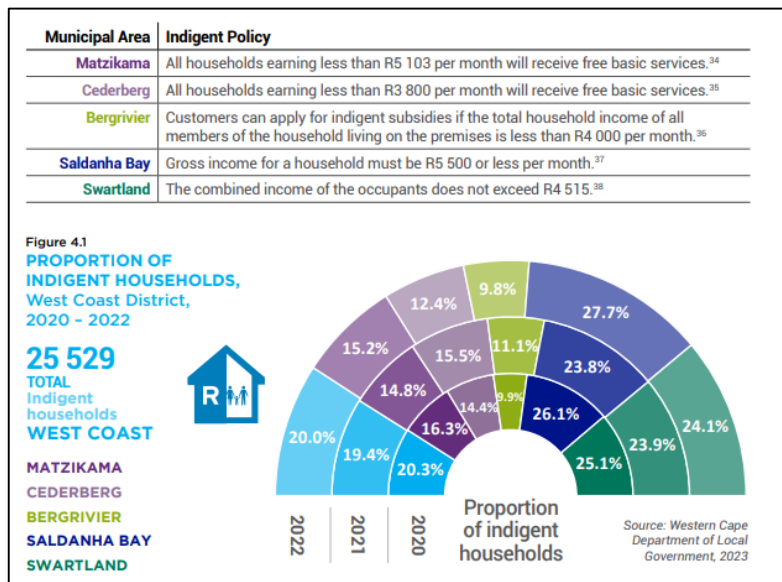 Municipal Area Indigent Policy
Matzikama All households earning less than R5 103 per month will receive free basic services.³⁴
Cederberg All households earning less than R3 800 per month will receive free basic services.³⁵
Bergrivier Customers can apply for indigent subsidies if the total household income of all
members of the household living on the premises is less than R4 000 per month.³⁶
Saldanha Bay Gross income for a household must be R5 500 or less per month.³⁷
Swartland The combined income of the occupants does not exceed R4 515.³⁸
Figure 4.1
PROPORTION OF
INDIGENT HOUSEHOLDS,
West Coast District,
2020 – 2022
25 529
TOTAL
Indigent
households
WEST COAST
R
MATZIKAMA
CEDERBERG
BERGRIVIER
SALDANHA BAY
SWARTLAND
20.0% 15.2% 12.4% 9.8% 27.7% 24.1%
19.4% 14.8% 15.5% 11.1% 23.8% 23.9%
20.3% 16.3% 14.4% 9.9% 26.1% 25.1%
2022 2021 2020
Proportion
of indigent
households
Source: Western Cape
Department of Local
Government, 2023